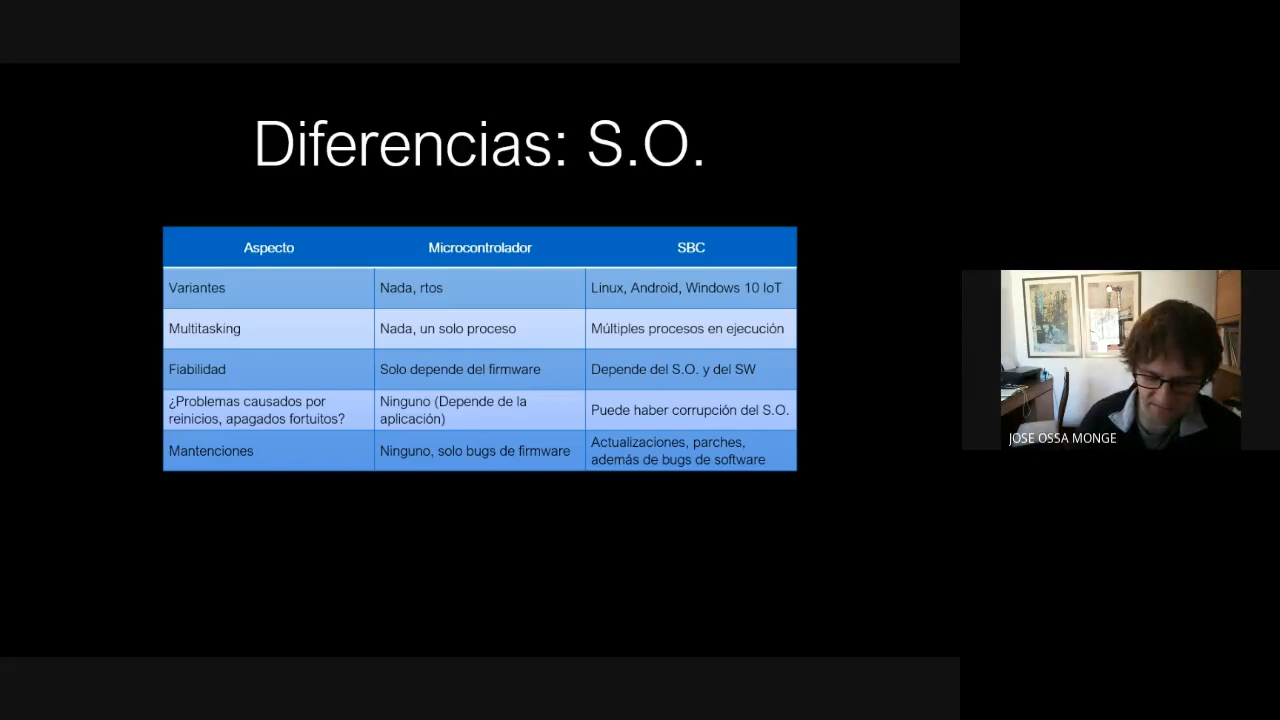 Diferencias: S.O.
Aspecto Microcontrolador SBC
Variantes Nada, rtos Linux, Android, Windows 10 IoT
Multitasking Nada, un solo proceso Múltiples procesos en ejecución
Fiabilidad Solo depende del firmware Depende del S.O. y del SW
¿Problemas causados por
reinicios, apagados fortuitos?
Ninguno (Depende de la
aplicación)
Puede haber corrupción del S.O.
Mantenciones Ninguno, solo bugs de firmware
Actualizaciones, parches,
además de bugs de software
JOSE OSSA MONGE